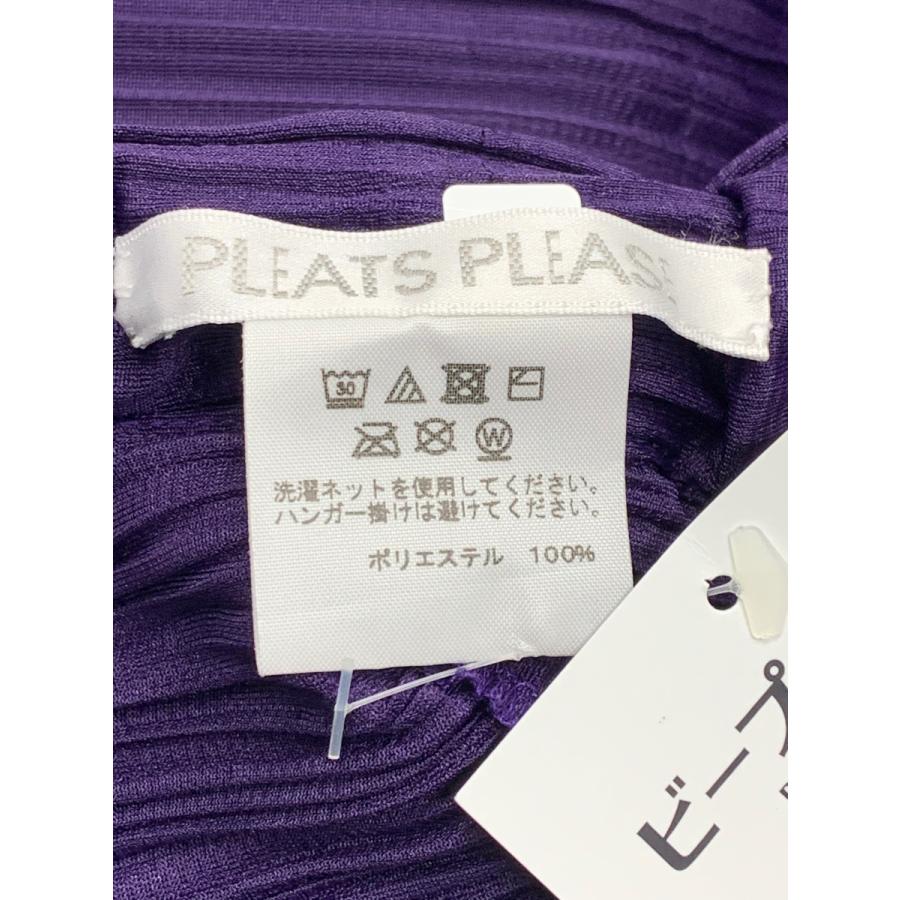 PLEATS PLEASE
30
W
洗濯ネットを使用してください。
ハンガー掛けは避けてください。
ポリエステル 100%
ビープ